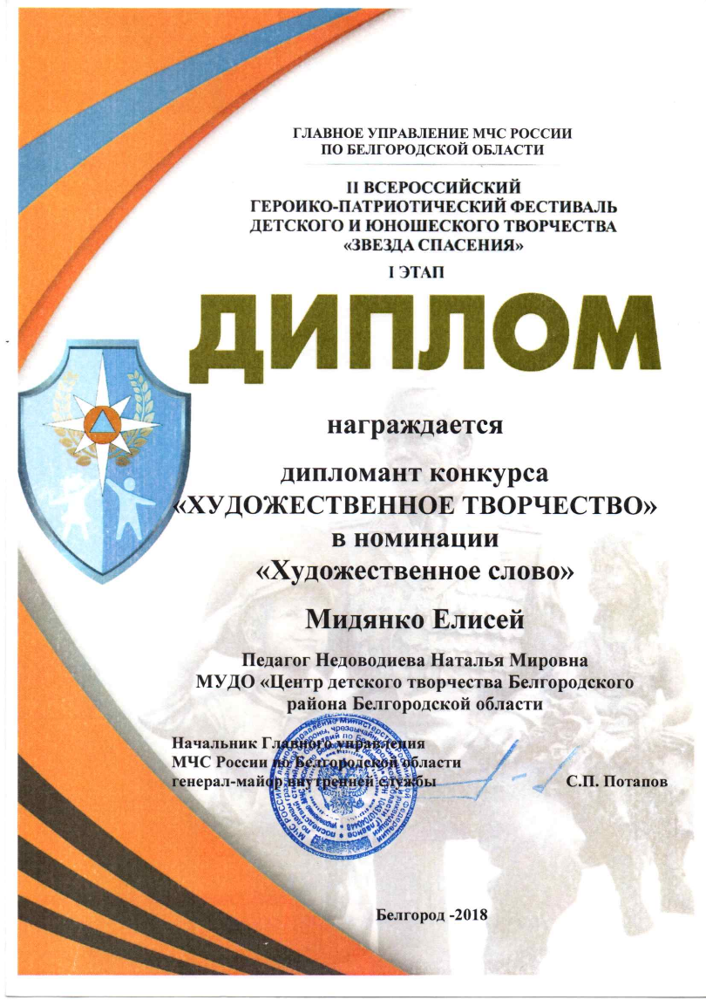 ГЛАВНОЕ УПРАВЛЕНИЕ МЧС РОССИИ
ПО БЕЛГОРОДСКОЙ ОБЛАСТИ
II ВСЕРОССИЙСКИЙ
ГЕРОИКО-ПАТРИОТИЧЕСКИЙ ФЕСТИВАЛЬ
ДЕТСКОГО И ЮНОШЕСКОГО ТВОРЧЕСТВА
«ЗВЕЗДА СПАСЕНИЯ»
I ЭТАП
ДИПЛОМ
награждается
дипломант конкурса
«ХУДОЖЕСТВЕННОЕ ТВОРЧЕСТВО»
в номинации
«Художественное слово»
Мидянко Елисей
Педагог Недоводиева Наталья Мировна
МУДО «Центр детского творчества Белгородского
района Белгородской области
Начальник Главного управления
МЧС России по Белгородской области
генерал-майор внутренней службы С.П. Потапов
Белгород -2018